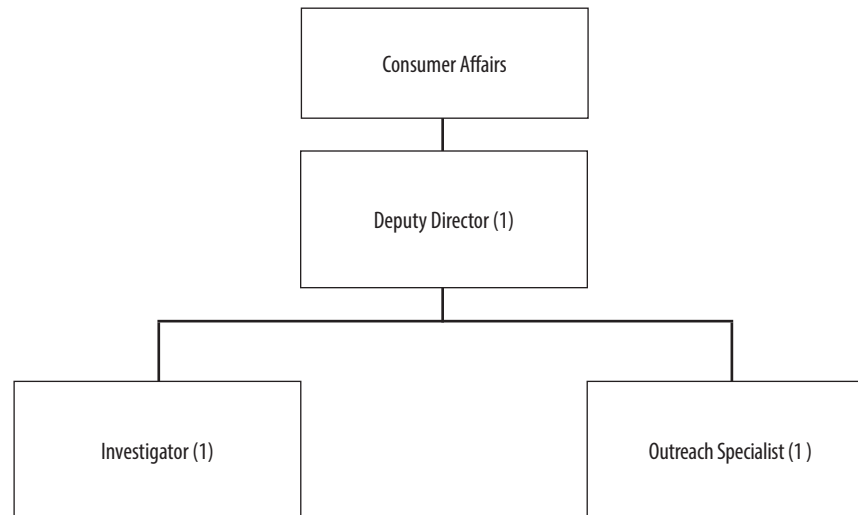 Consumer Affairs
Deputy Director (1)
Investigator (1)
Outreach Specialist (1 )